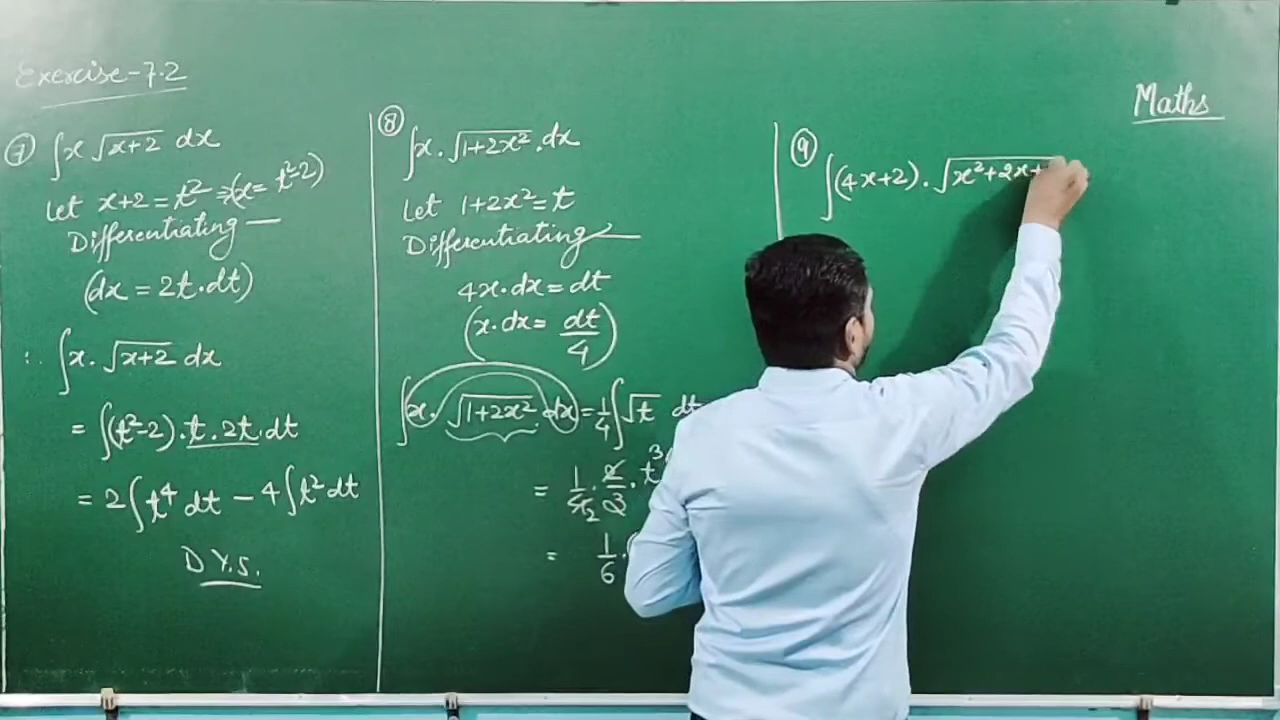 Exercise-7.2
Maths
⑦ ∫x √(x+2) dx
Let x+2=t² ⇒(x=t²-2)
Differentiating
(dx = 2t.dt)
∴ ∫x.√(x+2) dx
= ∫(t²-2).t.2t.dt
= 2∫t⁴ dt - 4∫t² dt
D.Y.S.
⑧ ∫x.√(1+2x²).dx
Let 1+2x²=t
Differentiating
4x.dx=dt
(x.dx=dt/4)
∫x.√(1+2x²).dx=1/4∫√t dt
= 1/4₂.2/3.t³
= 1/6.
⑨ ∫(4x+2).√(x²+2x+